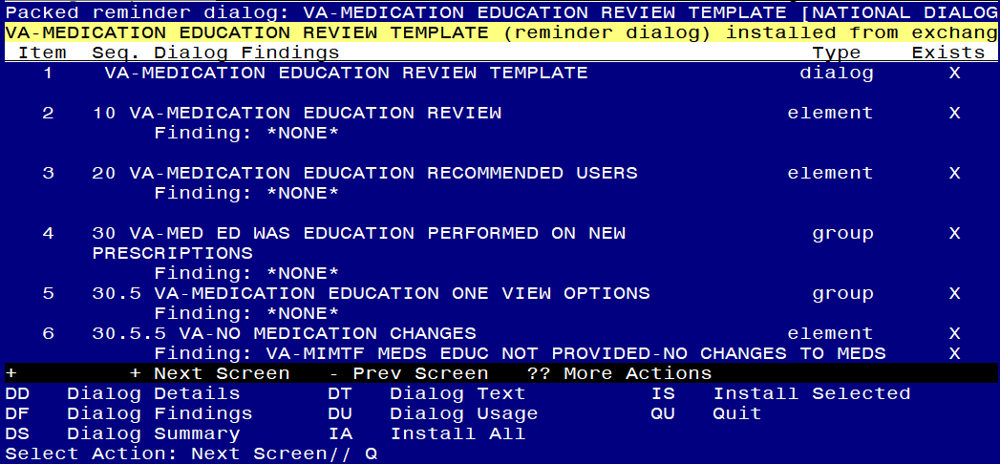 Packed reminder dialog: VA-MEDICATION EDUCATION REVIEW TEMPLATE [NATIONAL DIALOG
VA-MEDICATION EDUCATION REVIEW TEMPLATE (reminder dialog) installed from exchang
Item Seq. Dialog Findings Type Exists
1 VA-MEDICATION EDUCATION REVIEW TEMPLATE dialog X
2 10 VA-MEDICATION EDUCATION REVIEW element X
Finding: *NONE*
3 20 VA-MEDICATION EDUCATION RECOMMENDED USERS element X
Finding: *NONE*
4 30 VA-MED ED WAS EDUCATION PERFORMED ON NEW group X
PRESCRIPTIONS
Finding: *NONE*
5 30.5 VA-MEDICATION EDUCATION ONE VIEW OPTIONS group X
Finding: *NONE*
6 30.5.5 VA-NO MEDICATION CHANGES element X
Finding: VA-MIMTF MEDS EDUC NOT PROVIDED-NO CHANGES TO MEDS X
+ + Next Screen - Prev Screen ?? More Actions
DD Dialog Details DT Dialog Text IS Install Selected
DF Dialog Findings DU Dialog Usage QU Quit
DS Dialog Summary IA Install All
Select Action: Next Screen// Q